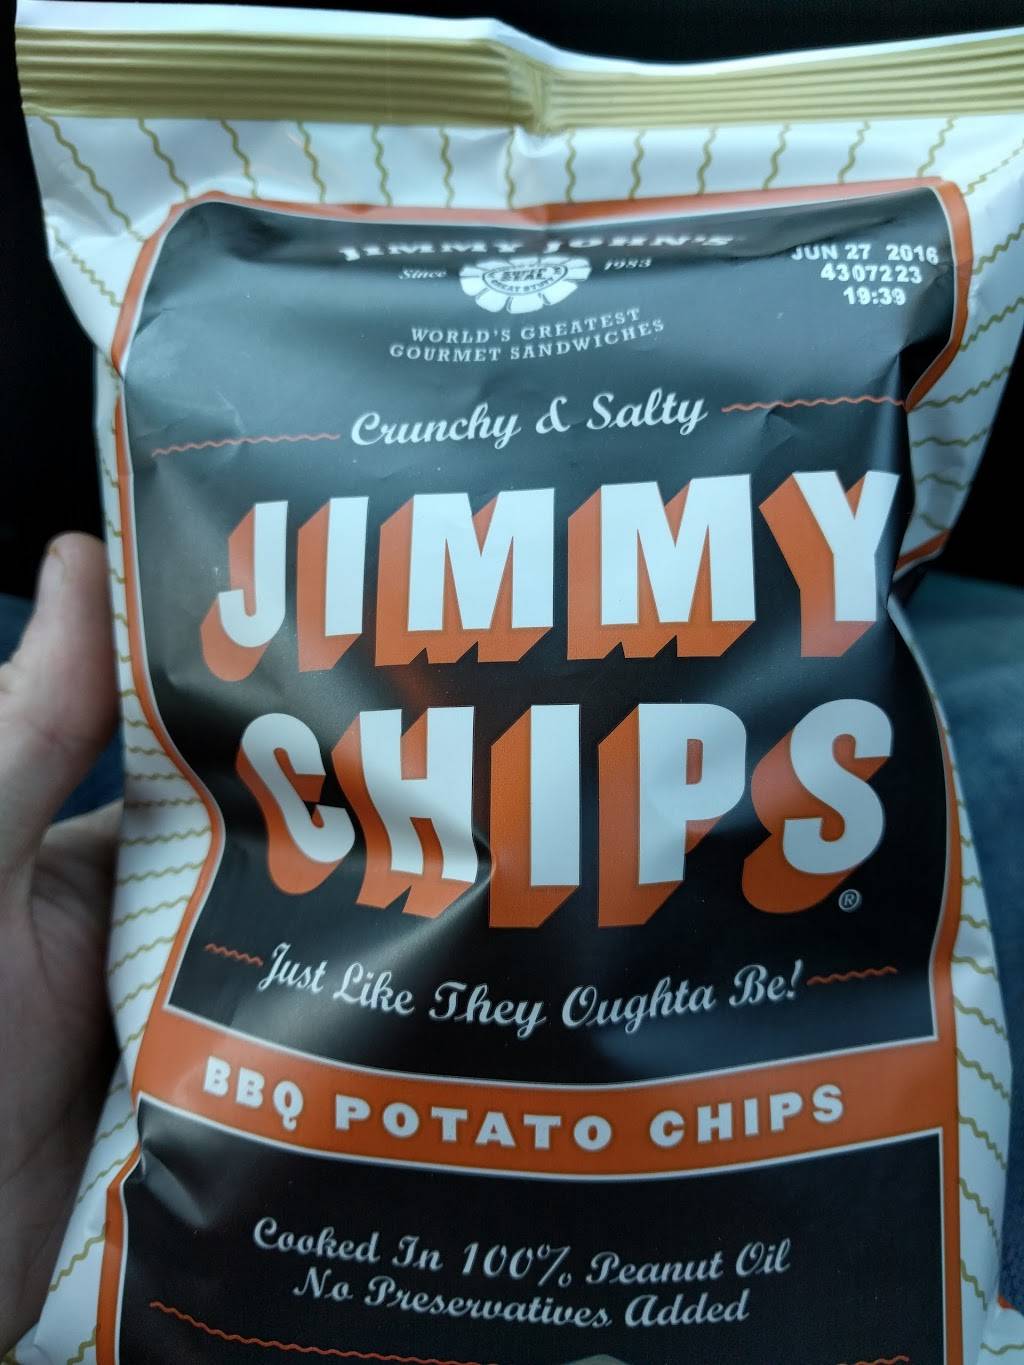 JIMMY JOHN'S
Since 1983
WORLD'S GREATEST
GOURMET SANDWICHES
JUN 27 2016
4307223
19:39
Crunchy & Salty
JIMMY
CHIPS®
Just Like They Oughta Be!
BBQ POTATO CHIPS
Cooked In 100% Peanut Oil
No Preservatives Added